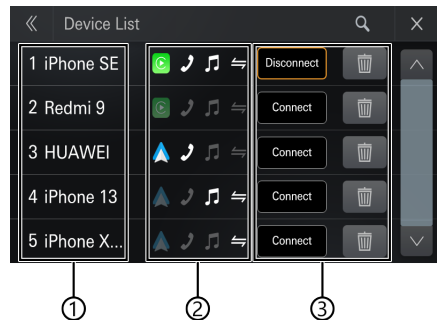 Device List
1 iPhone SE Disconnect
2 Redmi 9 Connect
3 HUAWEI Connect
4 iPhone 13 Connect
5 iPhone X... Connect
① ② ③